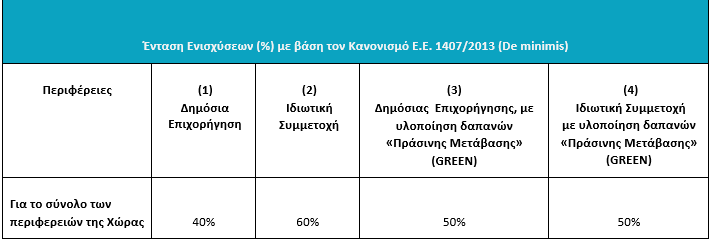 Ένταση Ενισχύσεων (%) με βάση τον Κανονισμό Ε.Ε. 1407/2013 (De minimis)
Περιφέρειες
(1)
Δημόσια
Επιχορήγηση
(2)
Ιδιωτική
Συμμετοχή
(3)
Δημόσιας Επιχορήγησης, με
υλοποίηση δαπανών
«Πράσινης Μετάβασης»
(GREEN)
(4)
Ιδιωτική Συμμετοχή
με υλοποίηση δαπανών
«Πράσινης Μετάβασης»
(GREEN)
Για το σύνολο των
περιφερειών της Χώρας
40%
60%
50%
50%